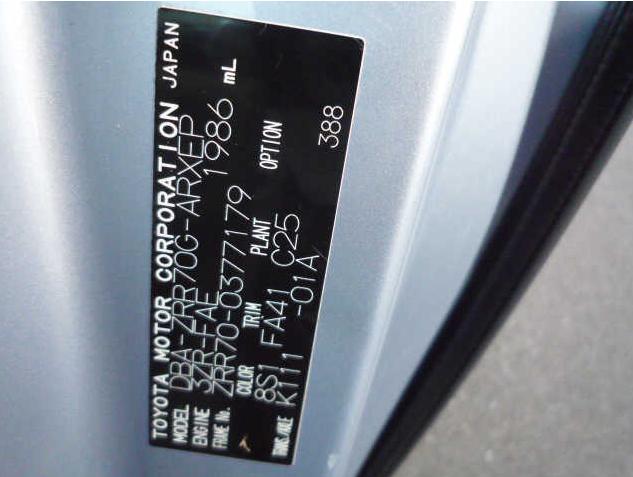 TOYOTA MOTOR CORPORATION JAPAN
MODEL DBA-ZRR70G-ARXEP
ENGINE 3ZR-FAE 1986 mL
FRAME No. ZRR70-0377179
COLOR TRIM PLANT OPTION
8S1 FA41 C25
TRANS/AXLE K111 -01A 388